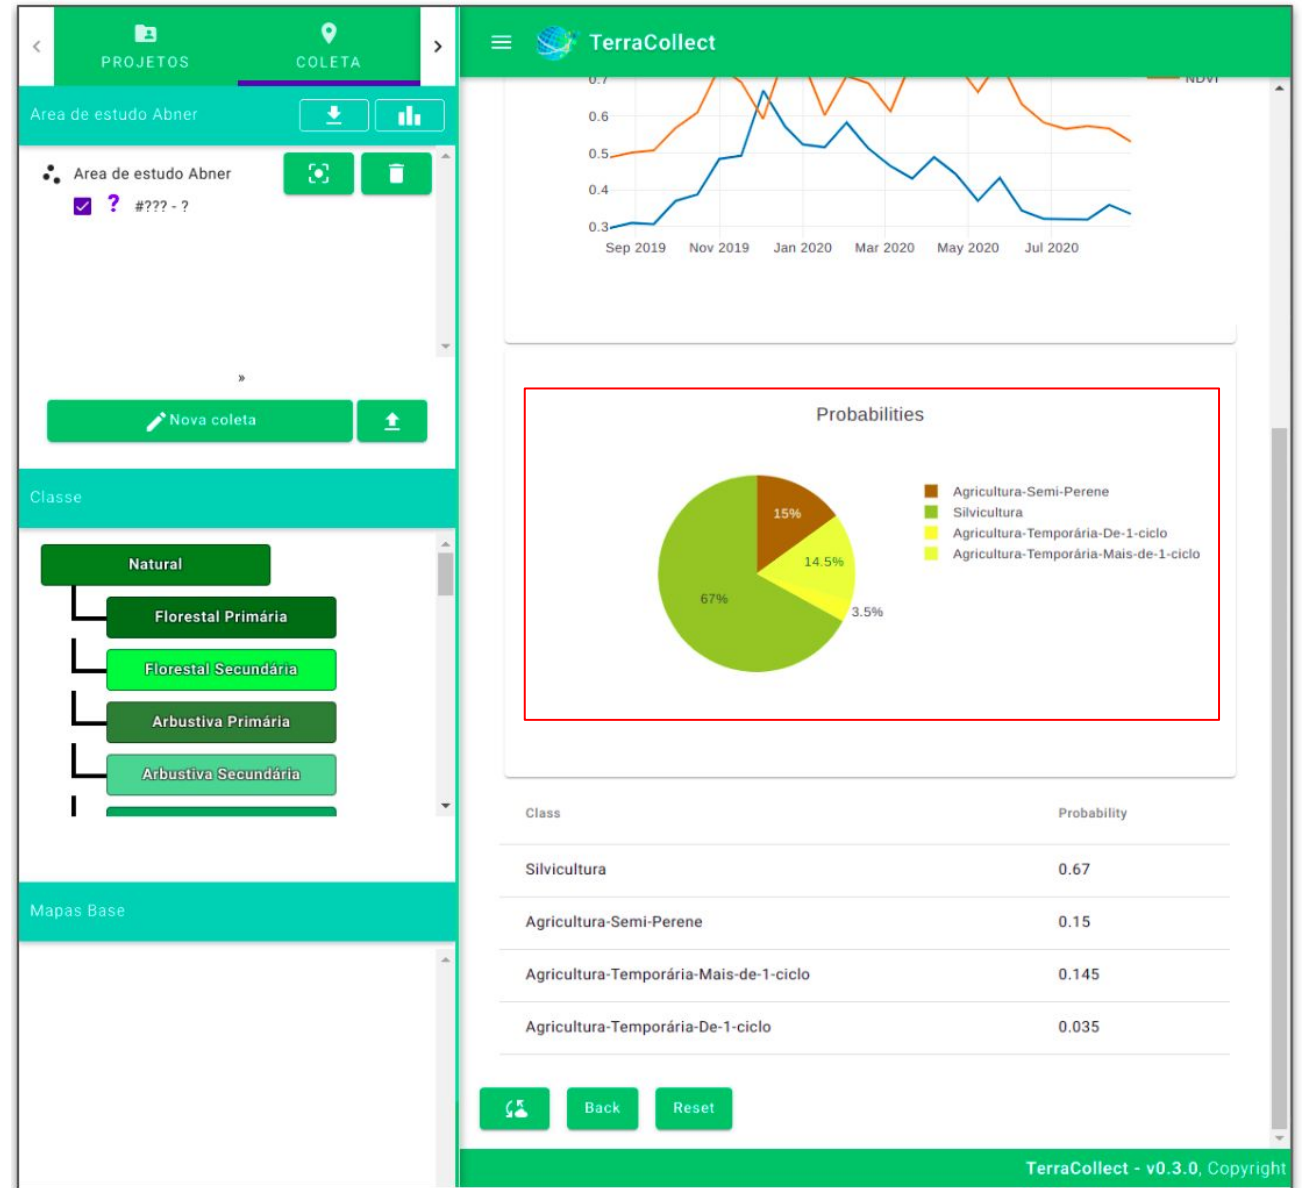 PROJETOS
COLETA
TerraCollect
Area de estudo Abner
Area de estudo Abner
? #??? - ?
»
Nova coleta
Classe
Natural
Florestal Primária
Florestal Secundária
Arbustiva Primária
Arbustiva Secundária
Mapas Base
NDVI
0.7
0.6
0.5
0.4
0.3
Sep 2019 Nov 2019 Jan 2020 Mar 2020 May 2020 Jul 2020
Probabilities
15%
14.5%
67%
3.5%
Agricultura-Semi-Perene
Silvicultura
Agricultura-Temporária-De-1-ciclo
Agricultura-Temporária-Mais-de-1-ciclo
Class Probability
Silvicultura 0.67
Agricultura-Semi-Perene 0.15
Agricultura-Temporária-Mais-de-1-ciclo 0.145
Agricultura-Temporária-De-1-ciclo 0.035
Back Reset
TerraCollect - v0.3.0, Copyright